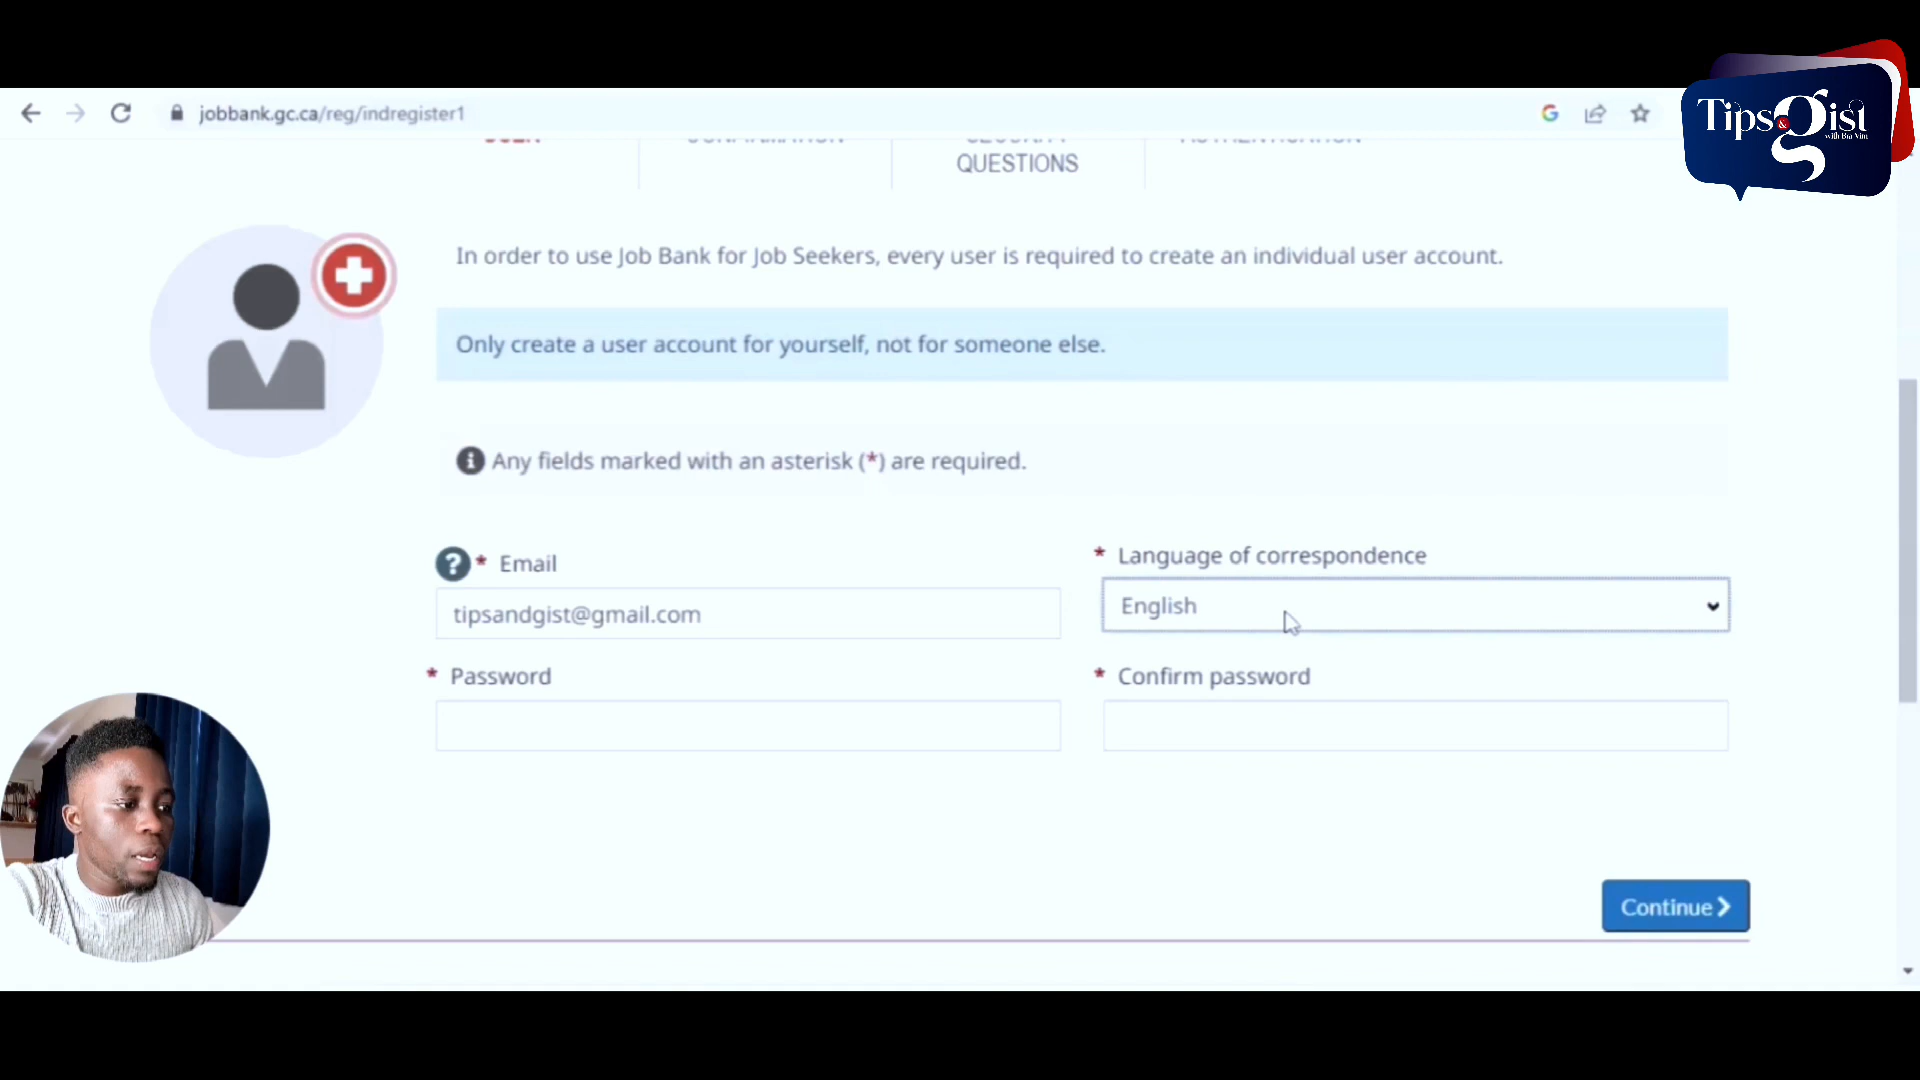 jobbank.gc.ca/reg/indregister1
Tips & Gist
QUESTIONS
In order to use Job Bank for Job Seekers, every user is required to create an individual user account.
Only create a user account for yourself, not for someone else.
Any fields marked with an asterisk (*) are required.
? * Email
* Language of correspondence
tipsandgist@gmail.com
English
* Password
* Confirm password
Continue